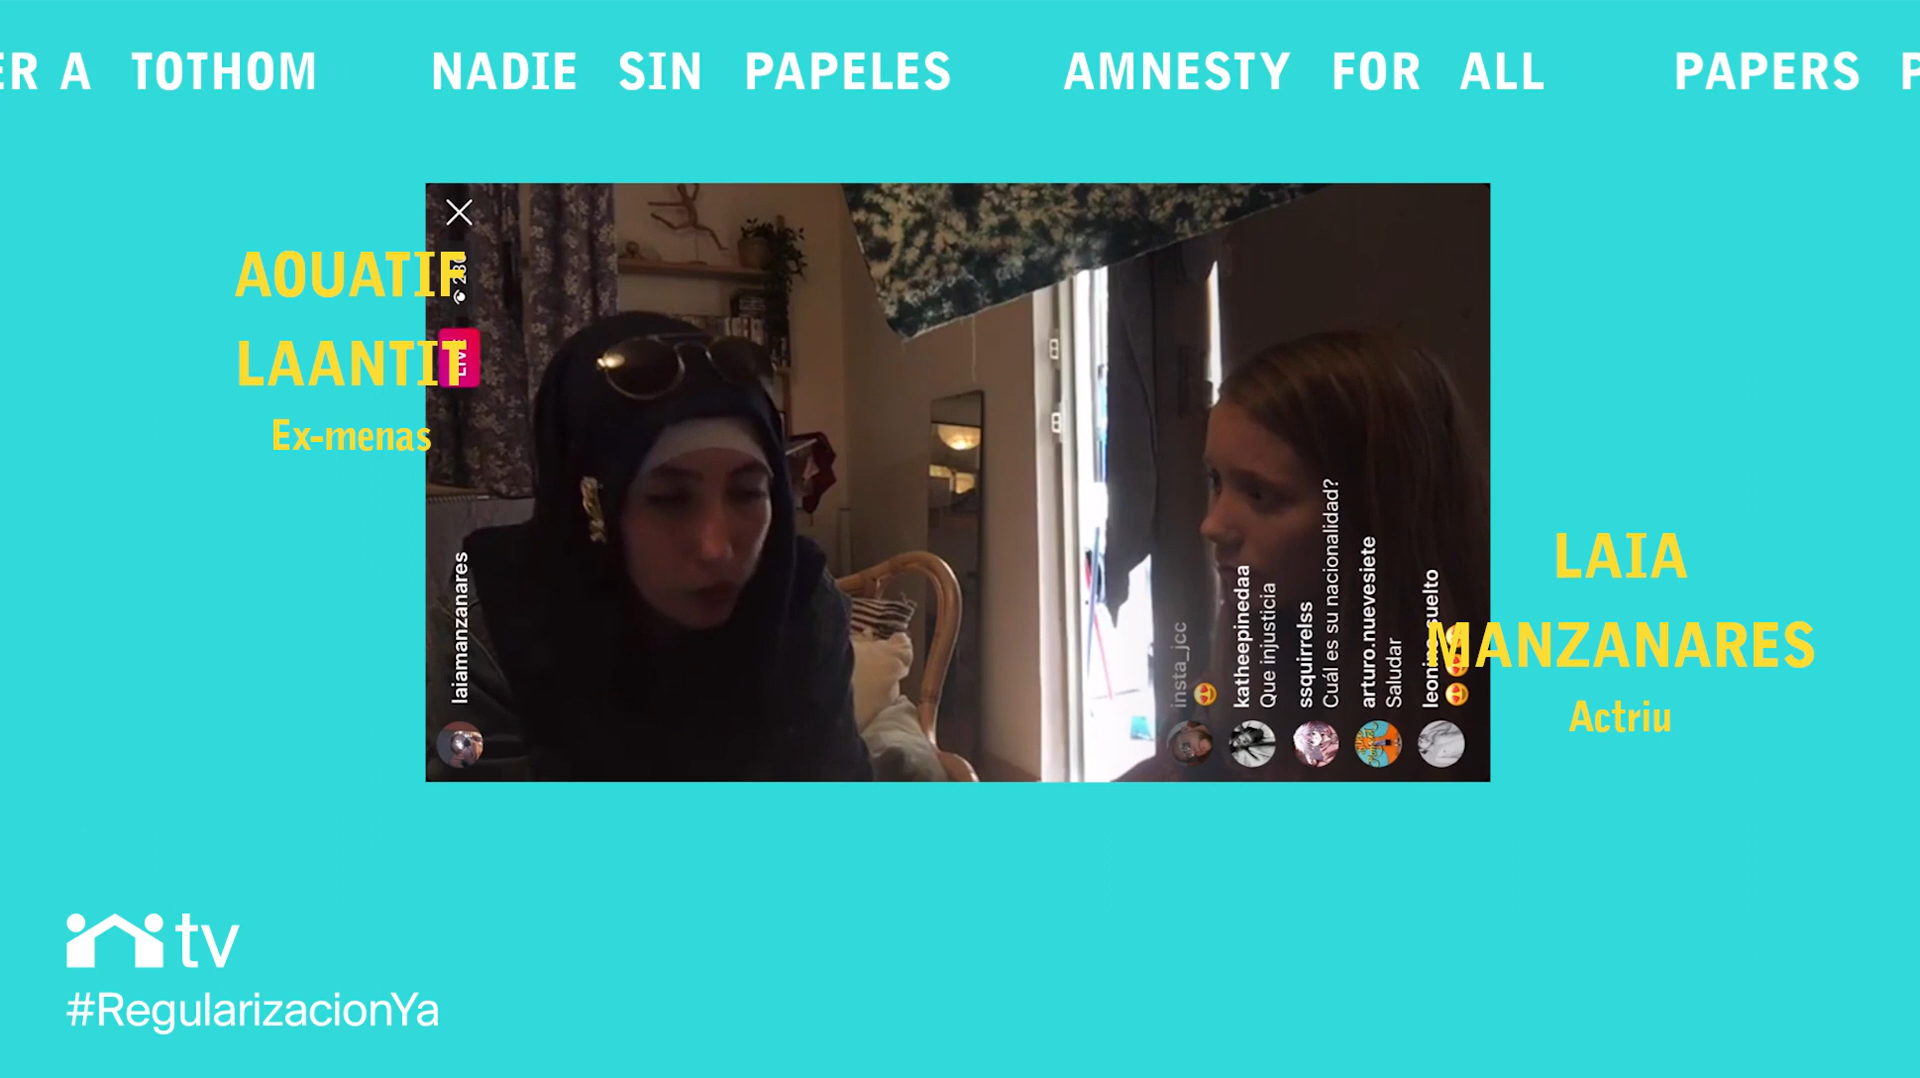 ER A TOTHOM NADIE SIN PAPELES AMNESTY FOR ALL PAPERS P
AOUATIF
LAANTIT
Ex-menas
LIVE
laiamanzanares
insta_jcc
😍
katheepinedaa
Que injusticia
ssquirrelss
Cuál es su nacionalidad?
arturo.nuevesiete
Saludar
LAIA
MANZANARES
Actriu
tv
#RegularizacionYa